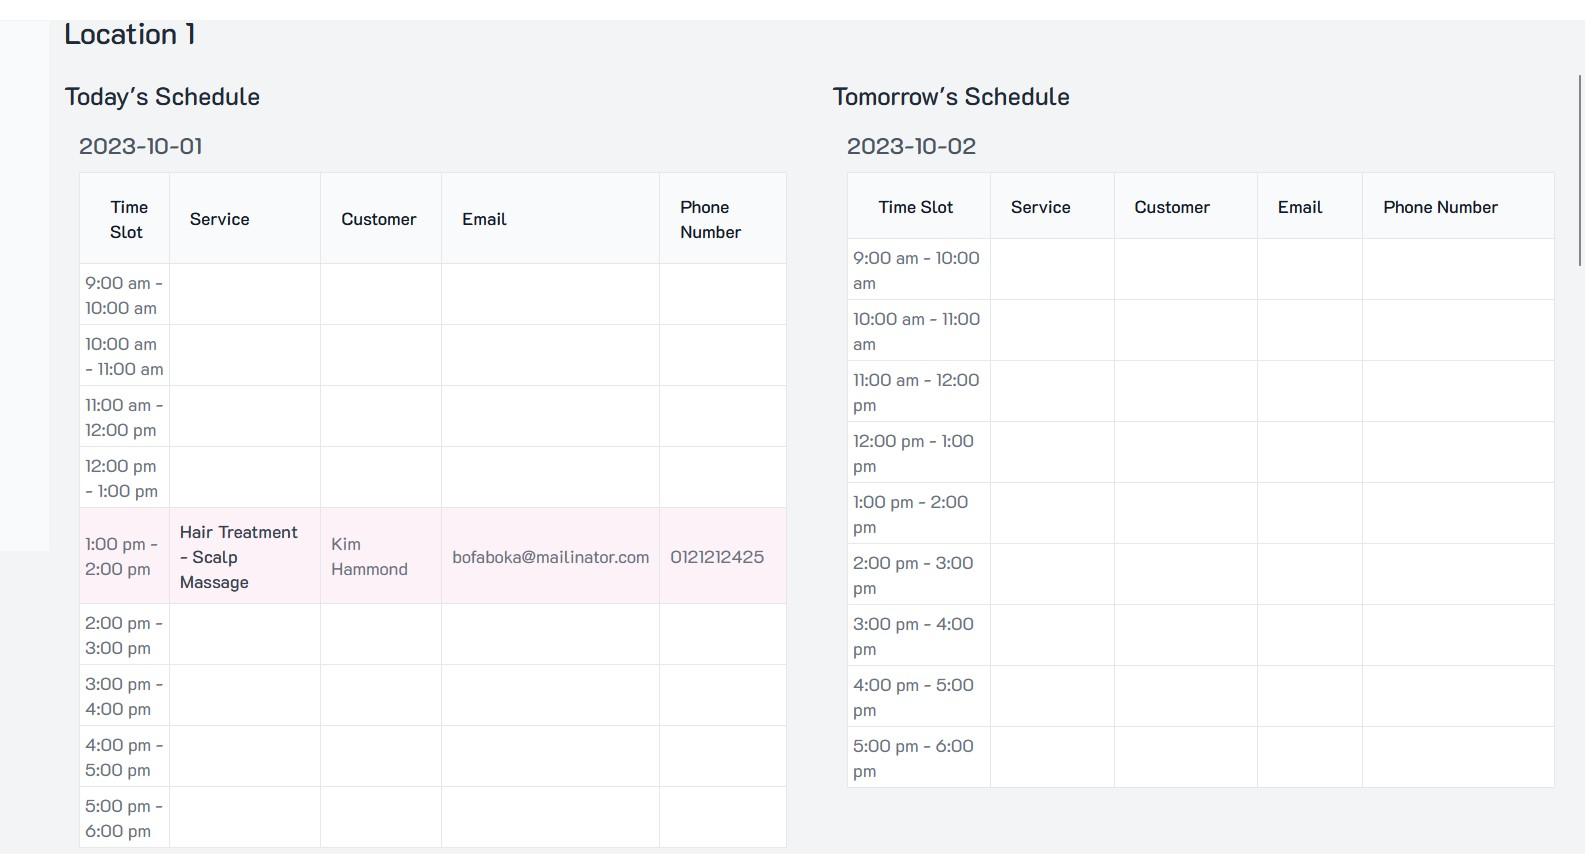 Location 1
Today's Schedule
2023-10-01
Time Slot Service Customer Email Phone Number
9:00 am - 10:00 am
10:00 am - 11:00 am
11:00 am - 12:00 pm
12:00 pm - 1:00 pm
1:00 pm - 2:00 pm Hair Treatment - Scalp Massage Kim Hammond bofaboka@mailinator.com 0121212425
2:00 pm - 3:00 pm
3:00 pm - 4:00 pm
4:00 pm - 5:00 pm
5:00 pm - 6:00 pm
Tomorrow's Schedule
2023-10-02
Time Slot Service Customer Email Phone Number
9:00 am - 10:00 am
10:00 am - 11:00 am
11:00 am - 12:00 pm
12:00 pm - 1:00 pm
1:00 pm - 2:00 pm
2:00 pm - 3:00 pm
3:00 pm - 4:00 pm
4:00 pm - 5:00 pm
5:00 pm - 6:00 pm